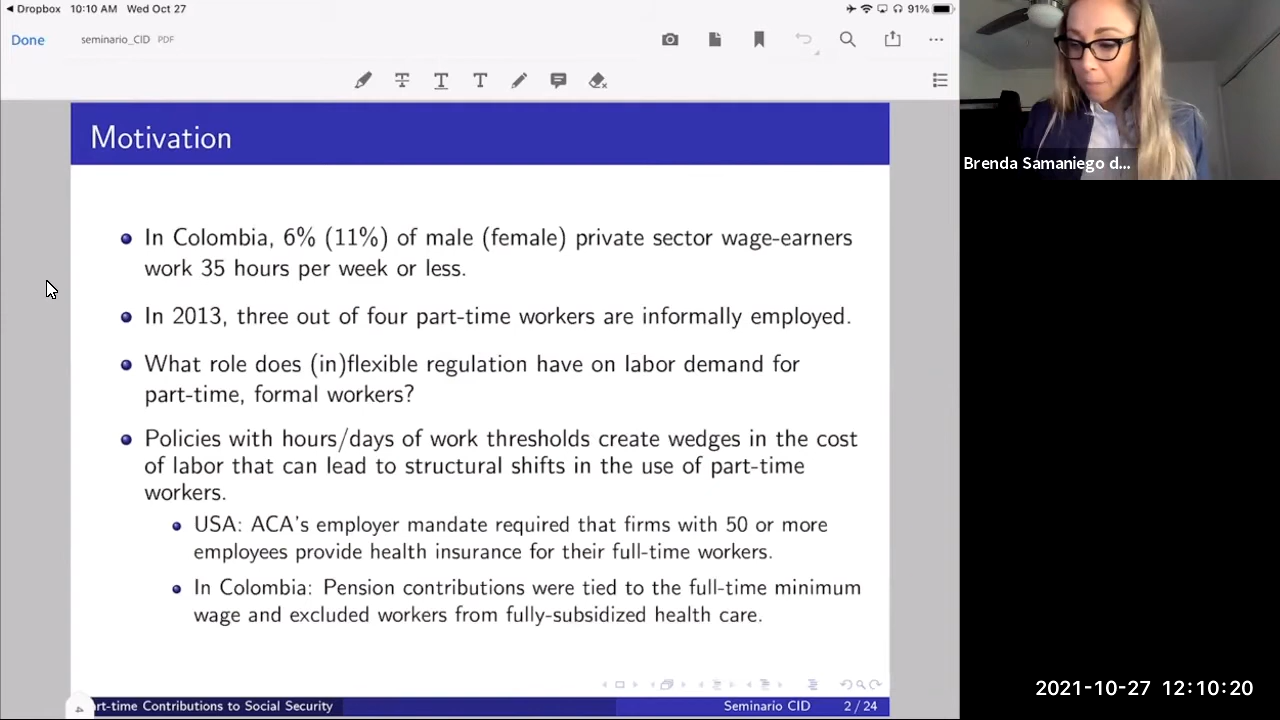 Dropbox 10:10 AM Wed Oct 27 91%
Done seminario_CID PDF
Motivation
In Colombia, 6% (11%) of male (female) private sector wage-earners
work 35 hours per week or less.
In 2013, three out of four part-time workers are informally employed.
What role does (in)flexible regulation have on labor demand for
part-time, formal workers?
Policies with hours/days of work thresholds create wedges in the cost
of labor that can lead to structural shifts in the use of part-time
workers.
USA: ACA's employer mandate required that firms with 50 or more
employees provide health insurance for their full-time workers.
In Colombia: Pension contributions were tied to the full-time minimum
wage and excluded workers from fully-subsidized health care.
rt-time Contributions to Social Security Seminario CID 2 / 24
Brenda Samaniego d...
2021-10-27 12:10:20